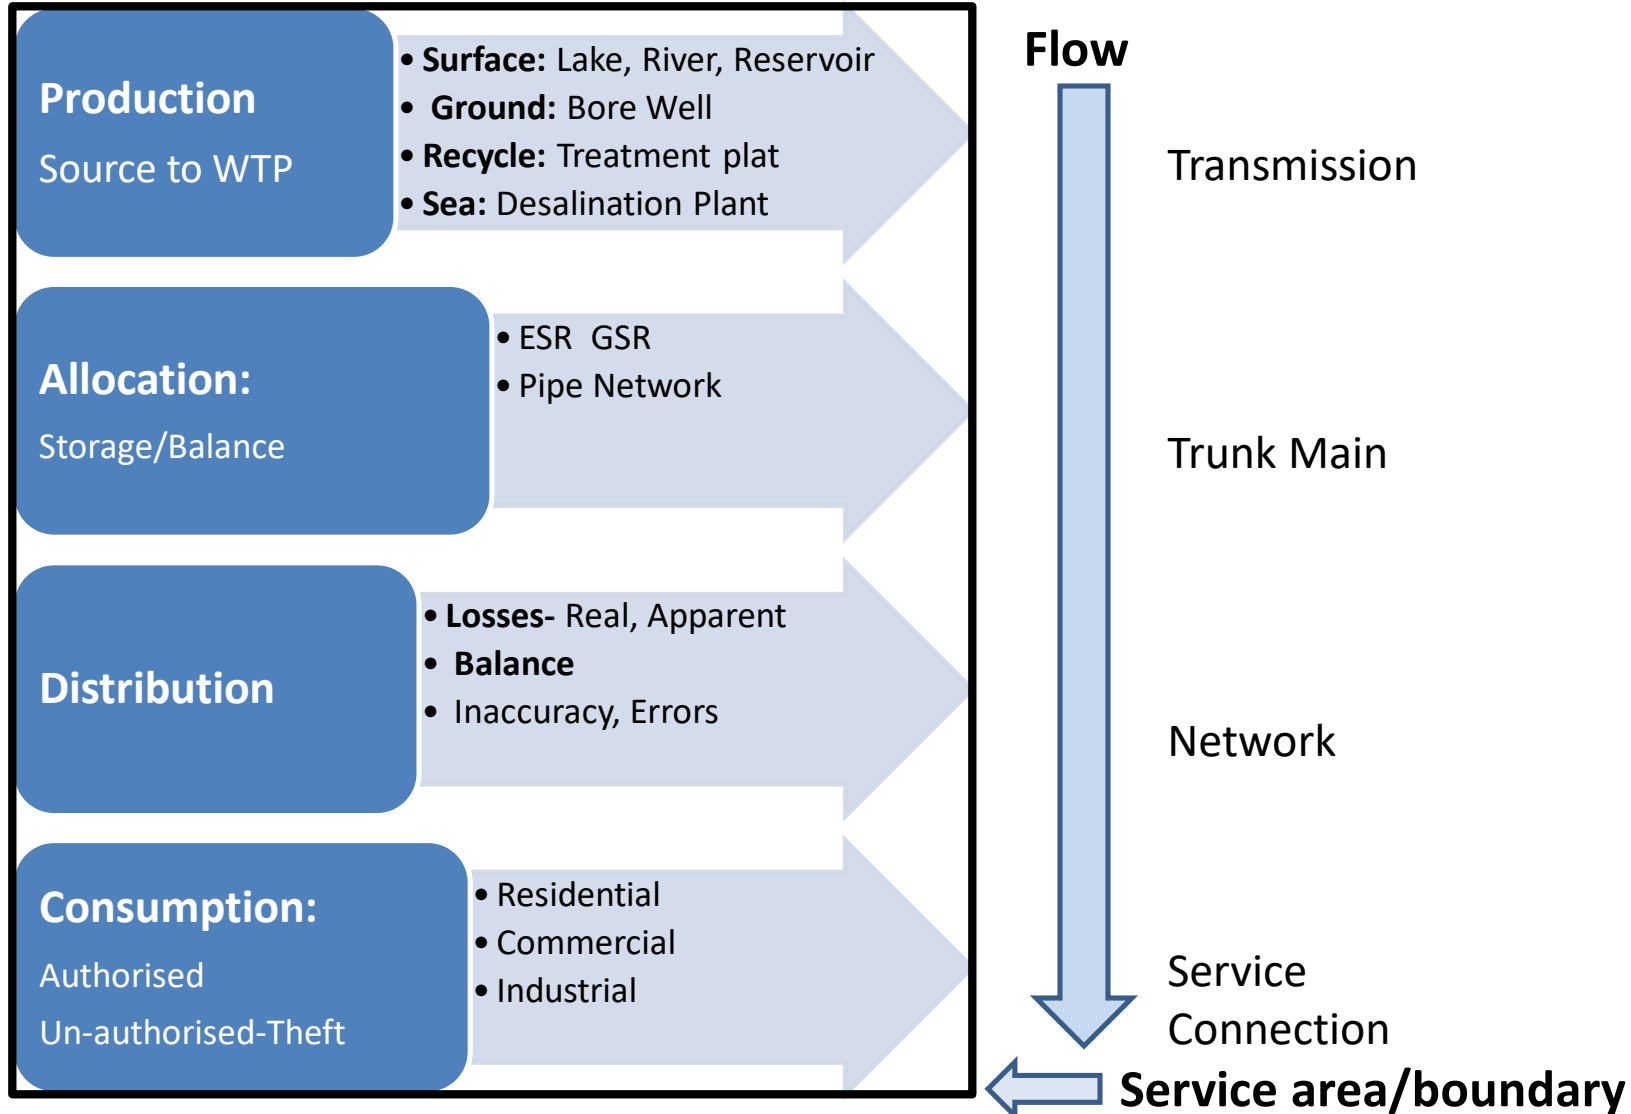 Production
Source to WTP
• Surface: Lake, River, Reservoir
• Ground: Bore Well
• Recycle: Treatment plat
• Sea: Desalination Plant
Allocation:
Storage/Balance
• ESR GSR
• Pipe Network
Distribution
• Losses- Real, Apparent
• Balance
• Inaccuracy, Errors
Consumption:
Authorised
Un-authorised-Theft
• Residential
• Commercial
• Industrial
Flow
Transmission
Trunk Main
Network
Service
Connection
Service area/boundary